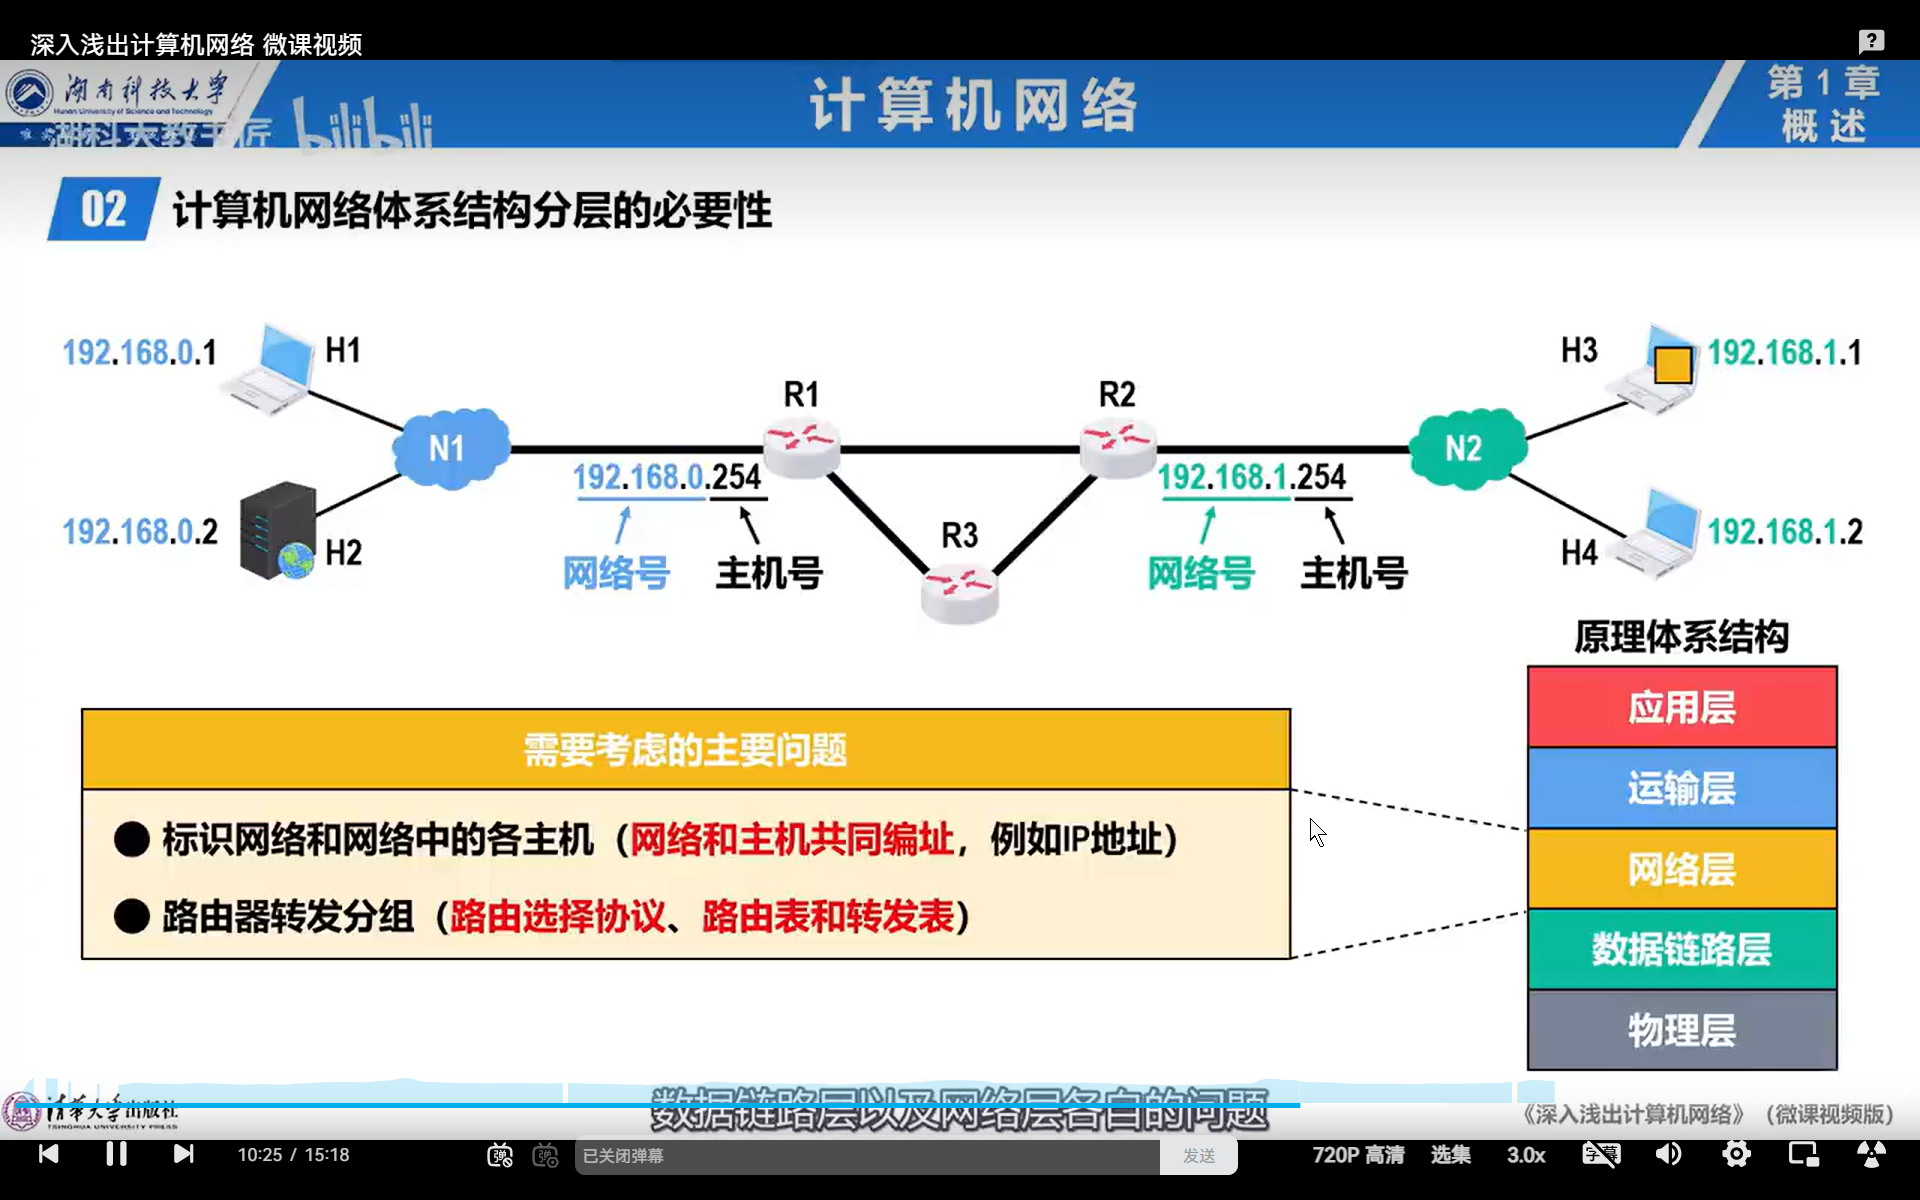 深入浅出计算机网络 微课视频
湖南科技大学
Hunan University of Science and Technology
湖科大教书匠 bilibili
计算机网络
第1章
概述
02 计算机网络体系结构分层的必要性
192.168.0.1 H1
H3 192.168.1.1
R1
R2
N1
N2
192.168.0.254
192.168.1.254
192.168.0.2 H2
R3
H4 192.168.1.2
网络号 主机号
网络号 主机号
原理体系结构
应用层
运输层
网络层
数据链路层
物理层
需要考虑的主要问题
● 标识网络和网络中的各主机（网络和主机共同编址，例如IP地址）
● 路由器转发分组（路由选择协议、路由表和转发表）
清华大学出版社
TSINGHUA UNIVERSITY PRESS
数据链路层以及网络层各自的问题
《深入浅出计算机网络》（微课视频版）
10:25 / 15:18
弹
弹
已关闭弹幕
发送
720P 高清
选集
3.0x
字幕